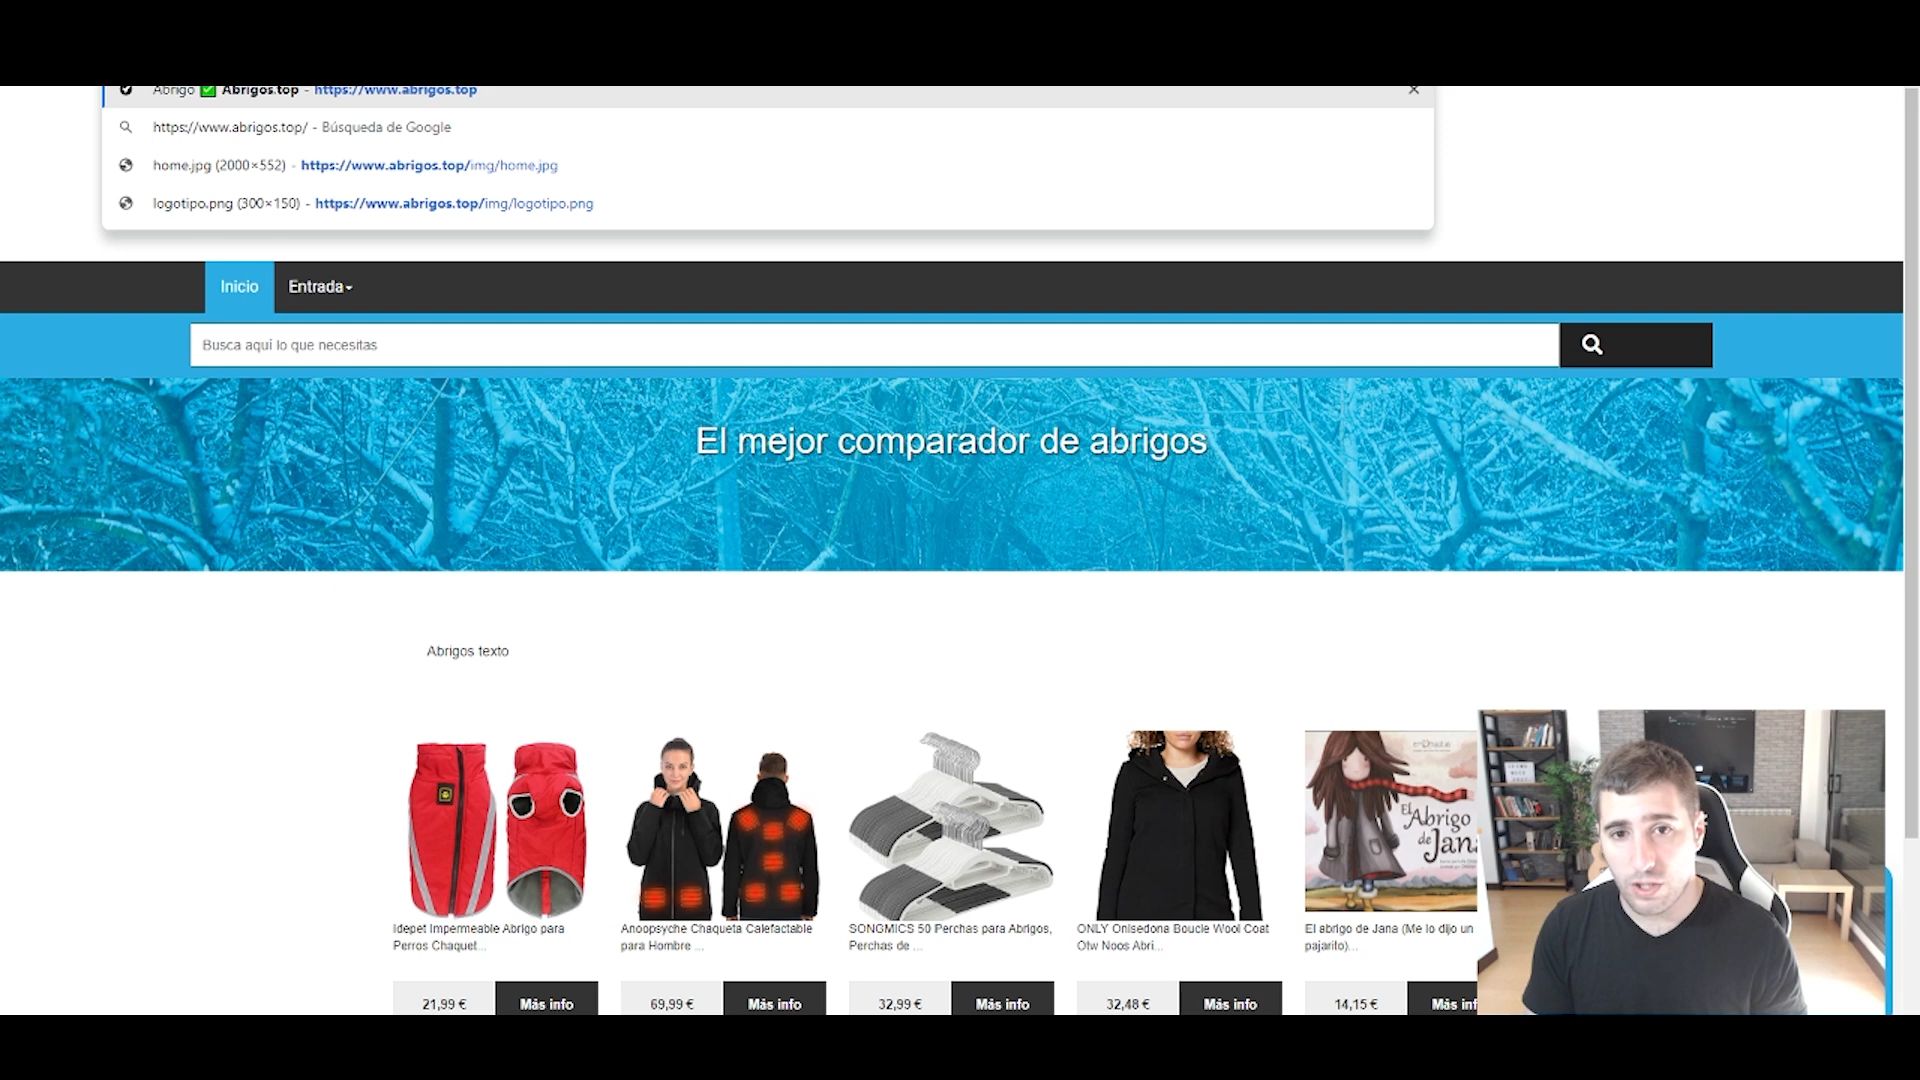 Abrigo ✅ Abrigos.top - https://www.abrigos.top
https://www.abrigos.top/ - Búsqueda de Google
home.jpg (2000×552) - https://www.abrigos.top/img/home.jpg
logotipo.png (300×150) - https://www.abrigos.top/img/logotipo.png
Inicio Entrada
Busca aquí lo que necesitas
El mejor comparador de abrigos
Abrigos texto
El Abrigo
de Jana
Idepet Impermeable Abrigo para
Perros Chaquet...
Anoopsyche Chaqueta Calefactable
para Hombre ...
SONGMICS 50 Perchas para Abrigos,
Perchas de ...
ONLY Onlsedona Boucle Wool Coat
Otw Noos Abri...
El abrigo de Jana (Me lo dijo un
pajarito)...
21,99 € Más info
69,99 € Más info
32,99 € Más info
32,48 € Más info
14,15 € Más inf